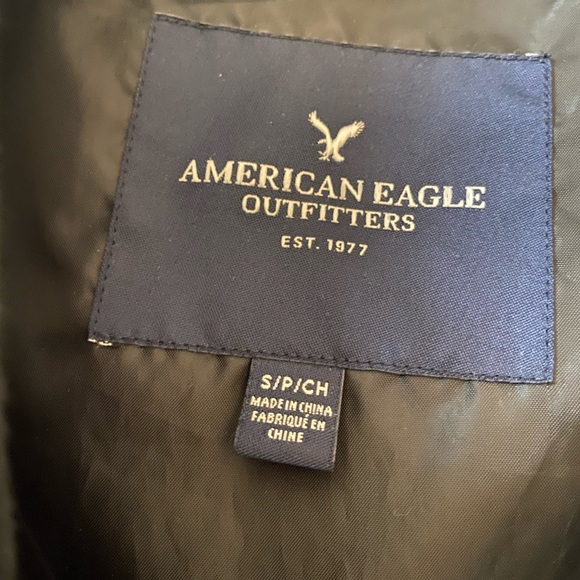 AMERICAN EAGLE
OUTFITTERS
EST. 1977
S/P/CH
MADE IN CHINA
FABRIQUÉ EN
CHINE